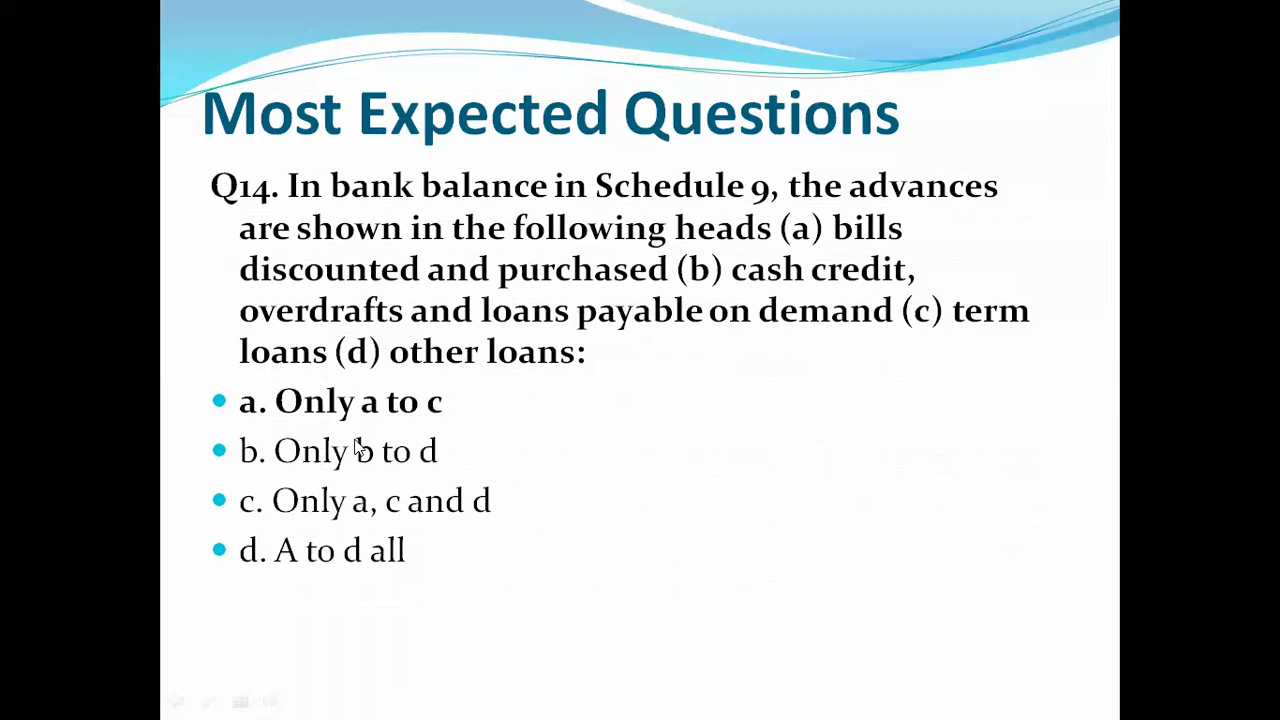 Most Expected Questions
Q14. In bank balance in Schedule 9, the advances
are shown in the following heads (a) bills
discounted and purchased (b) cash credit,
overdrafts and loans payable on demand (c) term
loans (d) other loans:
• a. Only a to c
• b. Only b to d
• c. Only a, c and d
• d. A to d all